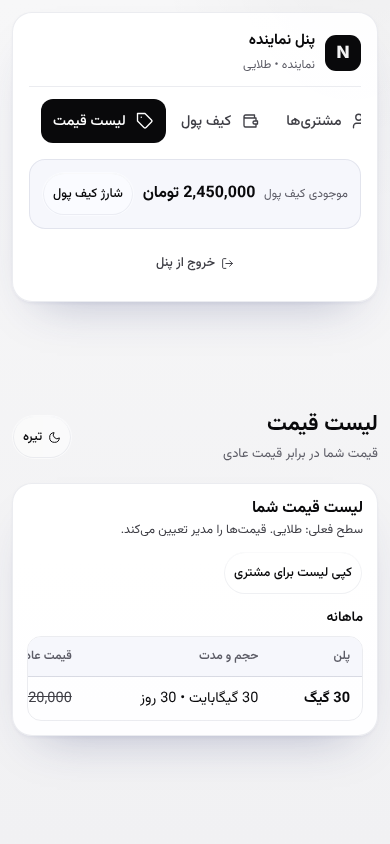 N
پنل نماینده
نماینده • طلایی
مشتری‌ها
کیف پول
لیست قیمت
موجودی کیف پول 2,450,000 تومان
شارژ کیف پول
خروج از پنل
لیست قیمت
تیره
قیمت شما در برابر قیمت عادی
لیست قیمت شما
سطح فعلی: طلایی. قیمت‌ها را مدیر تعیین می‌کند.
کپی لیست برای مشتری
ماهانه
پلن حجم و مدت قیمت
30 گیگ 30 گیگابایت • 30 روز